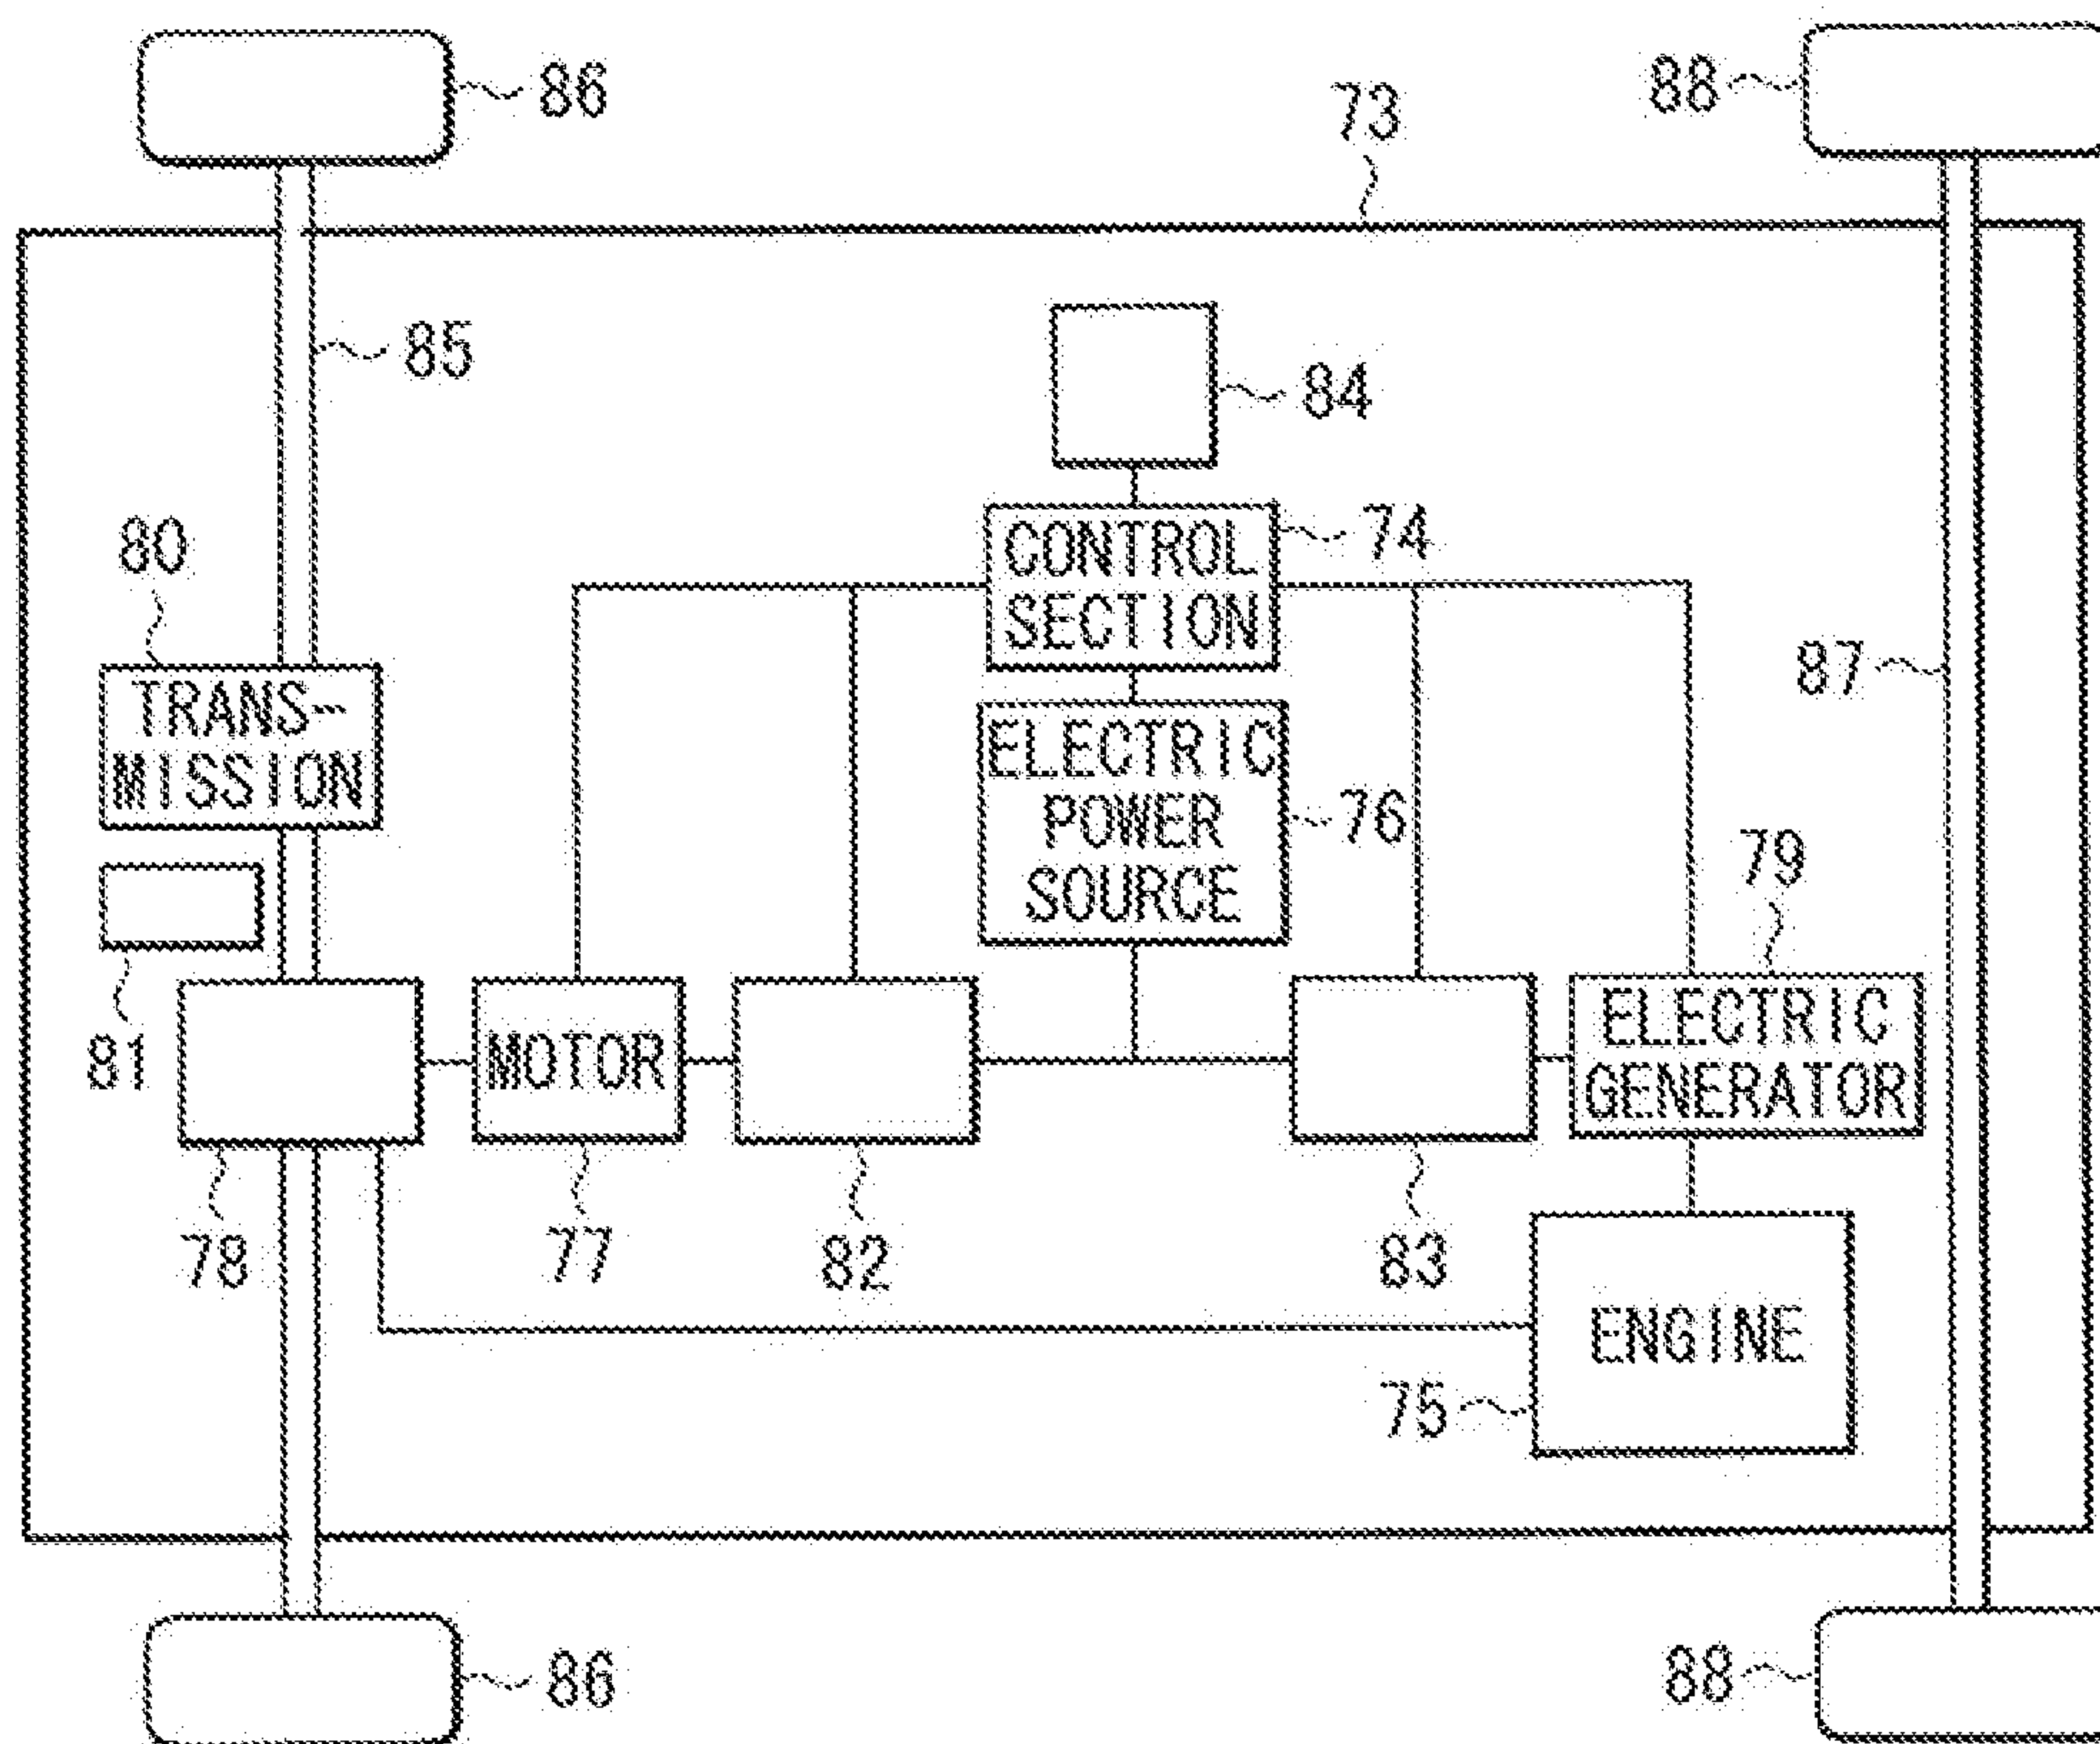 86
88
73
85
84
80
CONTROL
SECTION
74
87
TRANS-
MISSION
ELECTRIC
POWER
SOURCE
76
79
81
MOTOR
ELECTRIC
GENERATOR
78
77
82
83
ENGINE
75
86
88